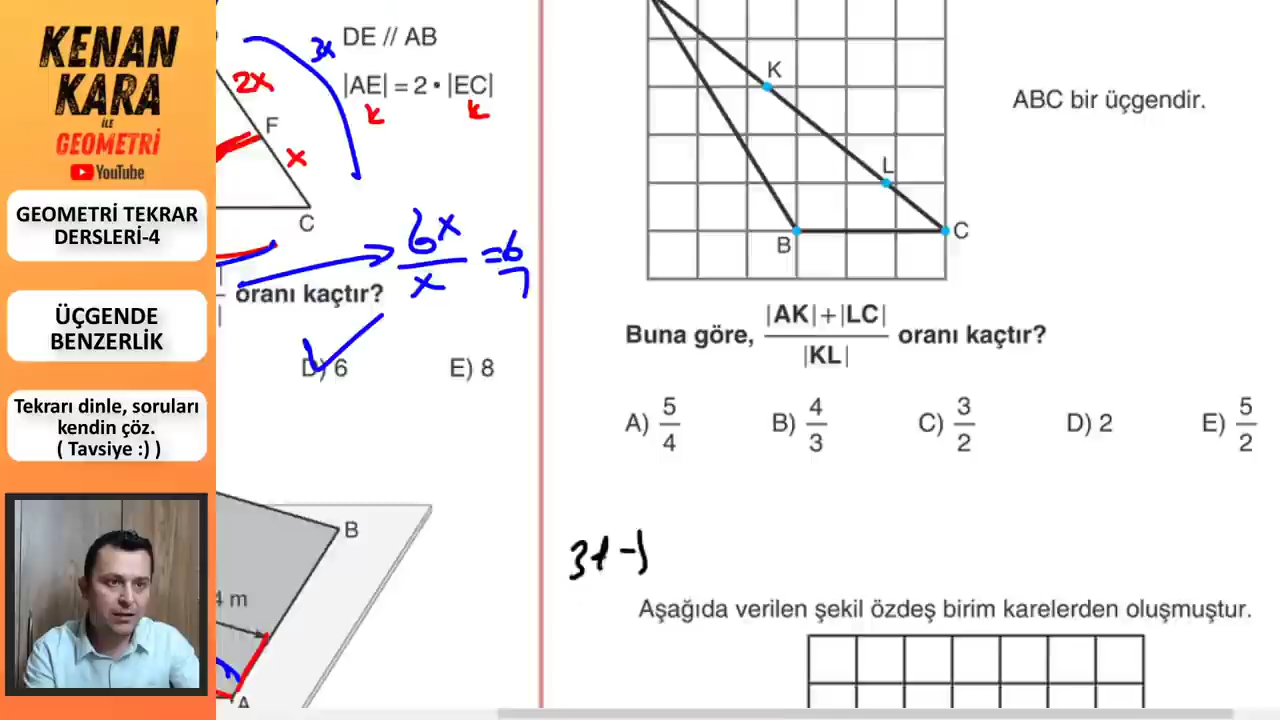 KENAN
KARA
İLE
GEOMETRİ
YouTube
GEOMETRİ TEKRAR
DERSLERİ-4
ÜÇGENDE
BENZERLİK
Tekrarı dinle, soruları
kendin çöz.
( Tavsiye :) )
DE // AB
|AE| = 2 • |EC|
k k
3x
2x
F
x
C
6x/x = 6/7
oranı kaçtır?
D) 6
E) 8
B
4 m
A
K
L
B
C
ABC bir üçgendir.
Buna göre, |AK|+|LC| / |KL| oranı kaçtır?
A) 5/4 B) 4/3 C) 3/2 D) 2 E) 5/2
Aşağıda verilen şekil özdeş birim karelerden oluşmuştur.